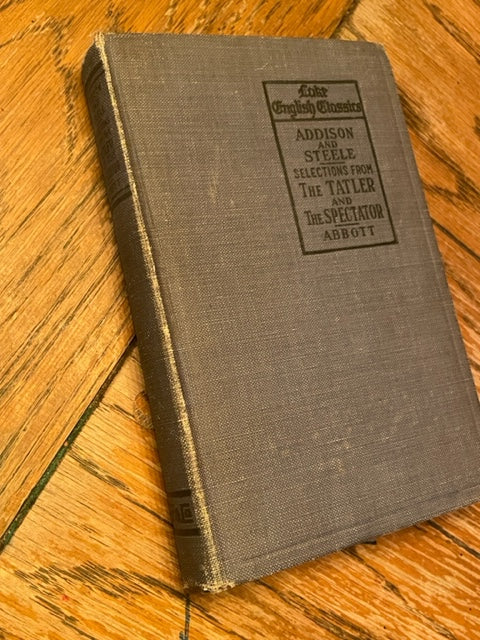 Lake
English Classics
ADDISON
AND
STEELE
SELECTIONS FROM
THE TATLER
AND
THE SPECTATOR
ABBOTT